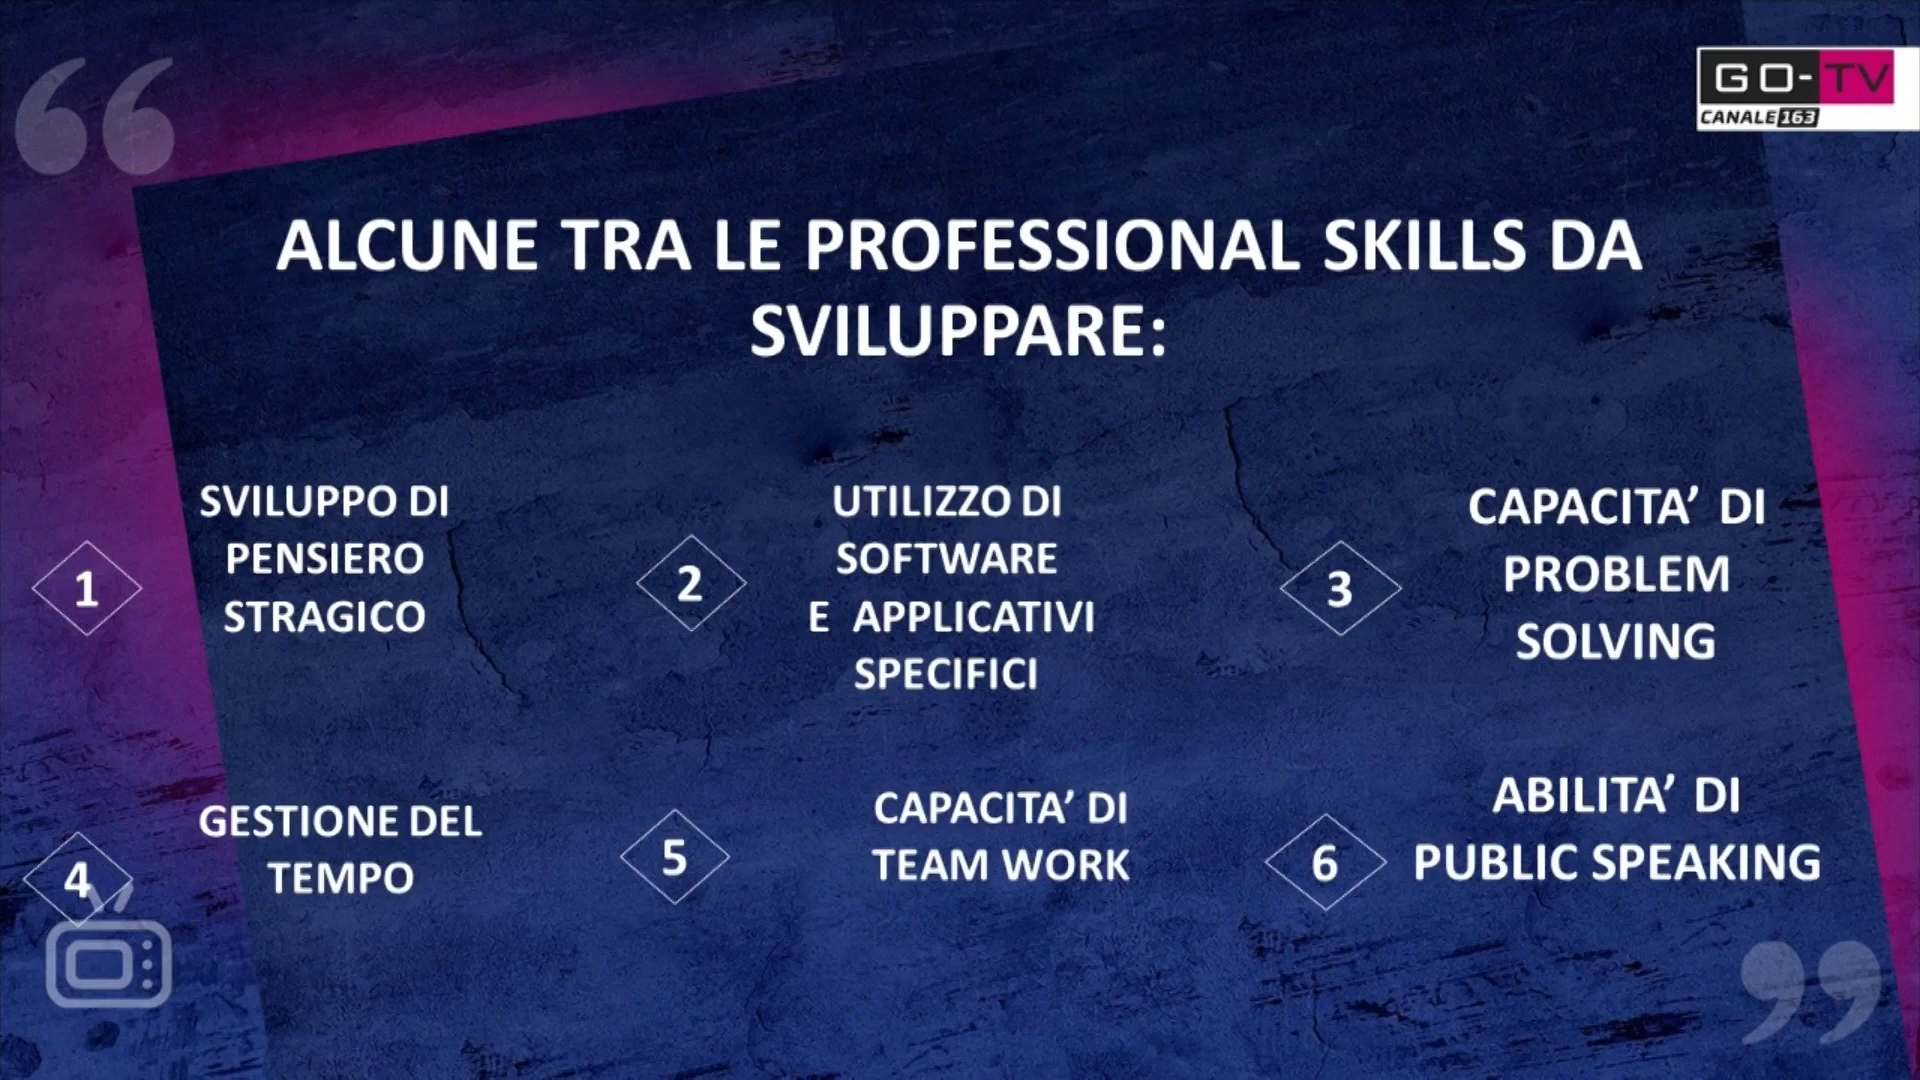 GO-TV
CANALE 163
ALCUNE TRA LE PROFESSIONAL SKILLS DA
SVILUPPARE:
1
SVILUPPO DI
PENSIERO
STRAGICO
2
UTILIZZO DI
SOFTWARE
E APPLICATIVI
SPECIFICI
3
CAPACITA’ DI
PROBLEM
SOLVING
4
GESTIONE DEL
TEMPO
5
CAPACITA’ DI
TEAM WORK
6
ABILITA’ DI
PUBLIC SPEAKING